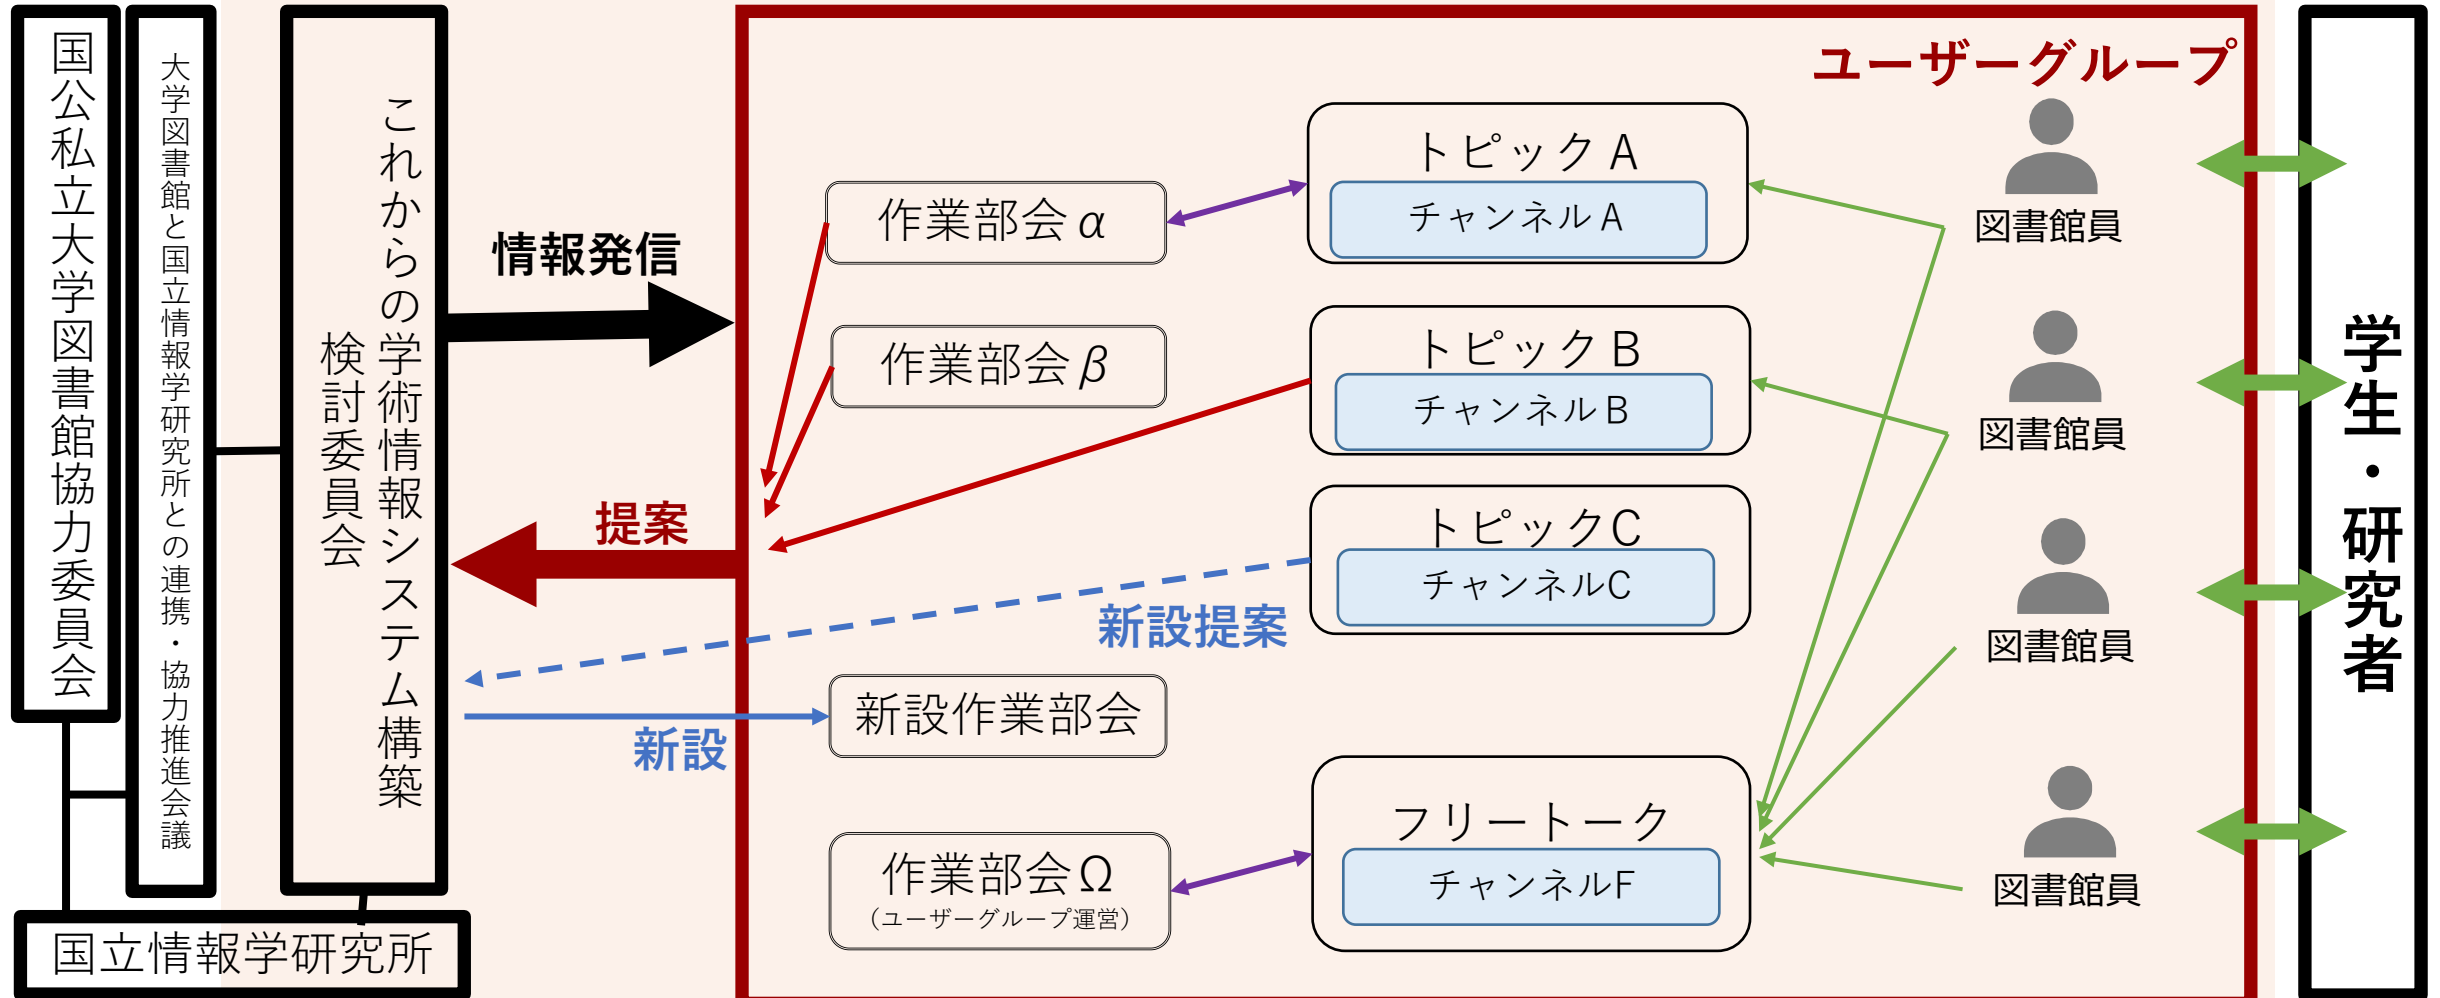 国公私立大学図書館協力委員会
大学図書館と国立情報学研究所との連携・協力推進会議
これからの学術情報システム構築
検討委員会
国立情報学研究所
情報発信
提案
新設提案
新設
ユーザーグループ
作業部会α
作業部会β
新設作業部会
作業部会Ω
（ユーザーグループ運営）
トピックA
チャンネルA
トピックB
チャンネルB
トピックC
チャンネルC
フリートーク
チャンネルF
図書館員
図書館員
図書館員
図書館員
学生・研究者